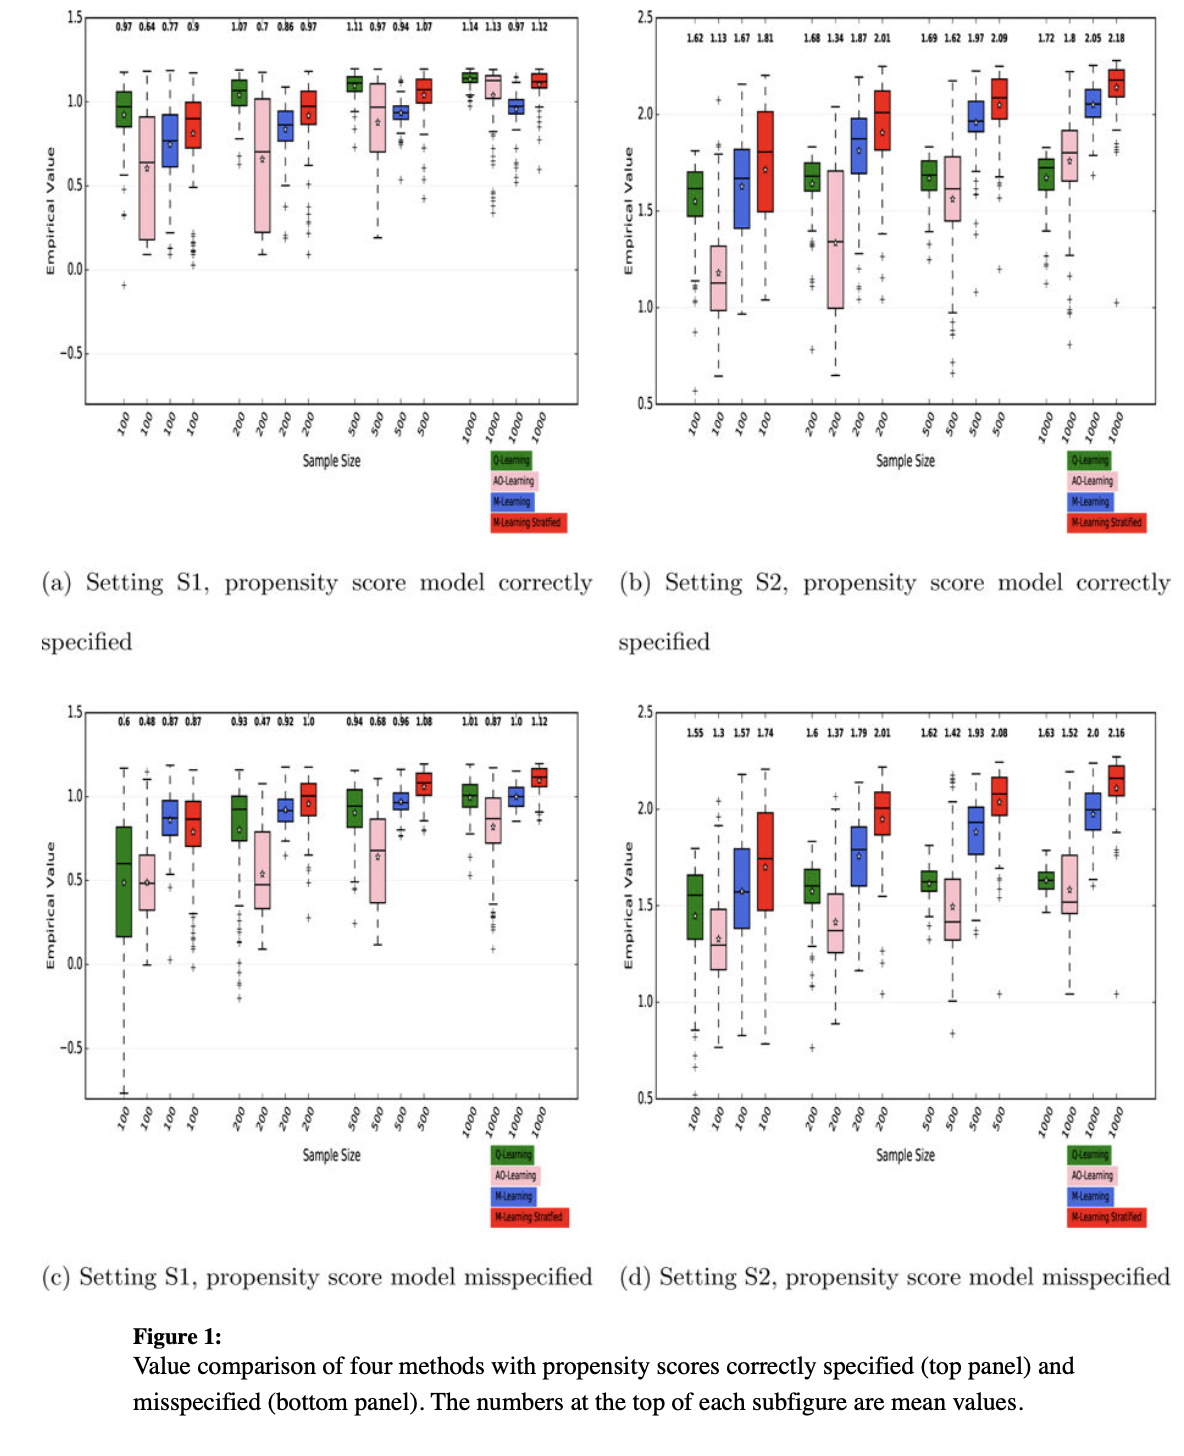 1.5
0.97 0.64 0.77 0.9 1.07 0.7 0.86 0.97 1.11 0.97 0.94 1.07 1.14 1.13 0.97 1.12
1.0
0.5
0.0
−0.5
Empirical Value
100 100 100 100 200 200 200 200 500 500 500 500 1000 1000 1000 1000
Sample Size
Q-Learning
AO-Learning
M-Learning
M-Learning Stratified
(a) Setting S1, propensity score model correctly
specified
2.5
1.62 1.13 1.67 1.81 1.68 1.34 1.87 2.01 1.69 1.62 1.97 2.09 1.72 1.8 2.05 2.18
2.0
1.5
1.0
0.5
Empirical Value
100 100 100 100 200 200 200 200 500 500 500 500 1000 1000 1000 1000
Sample Size
Q-Learning
AO-Learning
M-Learning
M-Learning Stratified
(b) Setting S2, propensity score model correctly
specified
1.5
0.6 0.48 0.87 0.87 0.93 0.47 0.92 1.0 0.94 0.68 0.96 1.08 1.01 0.87 1.0 1.12
1.0
0.5
0.0
−0.5
Empirical Value
100 100 100 100 200 200 200 200 500 500 500 500 1000 1000 1000 1000
Sample Size
Q-Learning
AO-Learning
M-Learning
M-Learning Stratified
(c) Setting S1, propensity score model misspecified
2.5
1.55 1.3 1.57 1.74 1.6 1.37 1.79 2.01 1.62 1.42 1.93 2.08 1.63 1.52 2.0 2.16
2.0
1.5
1.0
0.5
Empirical Value
100 100 100 100 200 200 200 200 500 500 500 500 1000 1000 1000 1000
Sample Size
Q-Learning
AO-Learning
M-Learning
M-Learning Stratified
(d) Setting S2, propensity score model misspecified
Figure 1:
Value comparison of four methods with propensity scores correctly specified (top panel) and
misspecified (bottom panel). The numbers at the top of each subfigure are mean values.